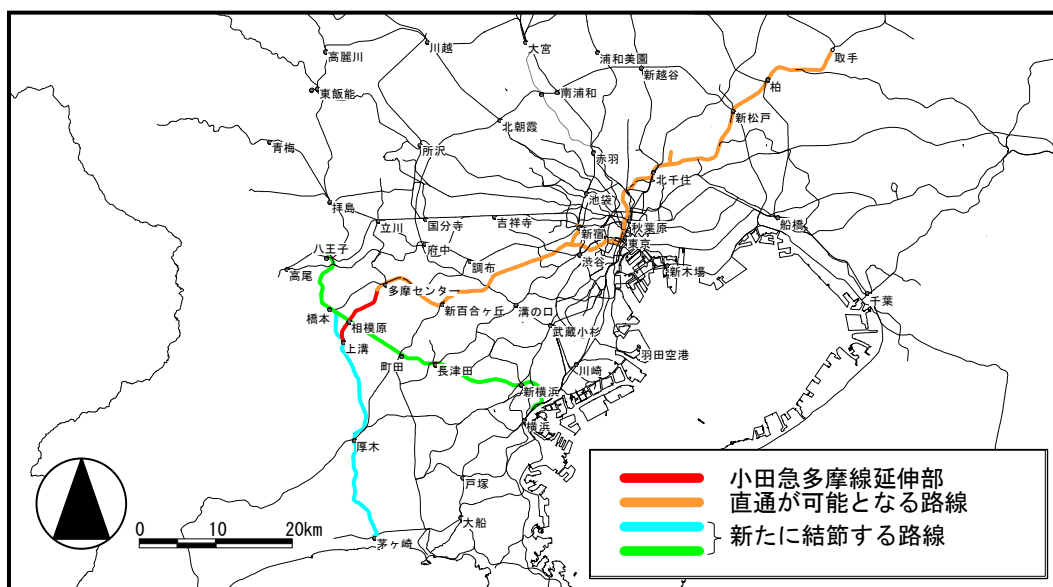 川越
大宮
高麗川
浦和美園
取手
新越谷
柏
東飯能
南浦和
新松戸
北朝霞
青梅
所沢
赤羽
北千住
拝島
池袋
立川
国分寺
吉祥寺
新宿
秋葉原
船橋
府中
東京
八王子
高尾
調布
渋谷
新木場
多摩センター
千葉
橋本
新百合ヶ丘
溝の口
相模原
武蔵小杉
上溝
羽田空港
町田
長津田
川崎
新横浜
横浜
厚木
戸塚
大船
茅ヶ崎
0 10 20km
小田急多摩線延伸部
直通が可能となる路線
新たに結節する路線